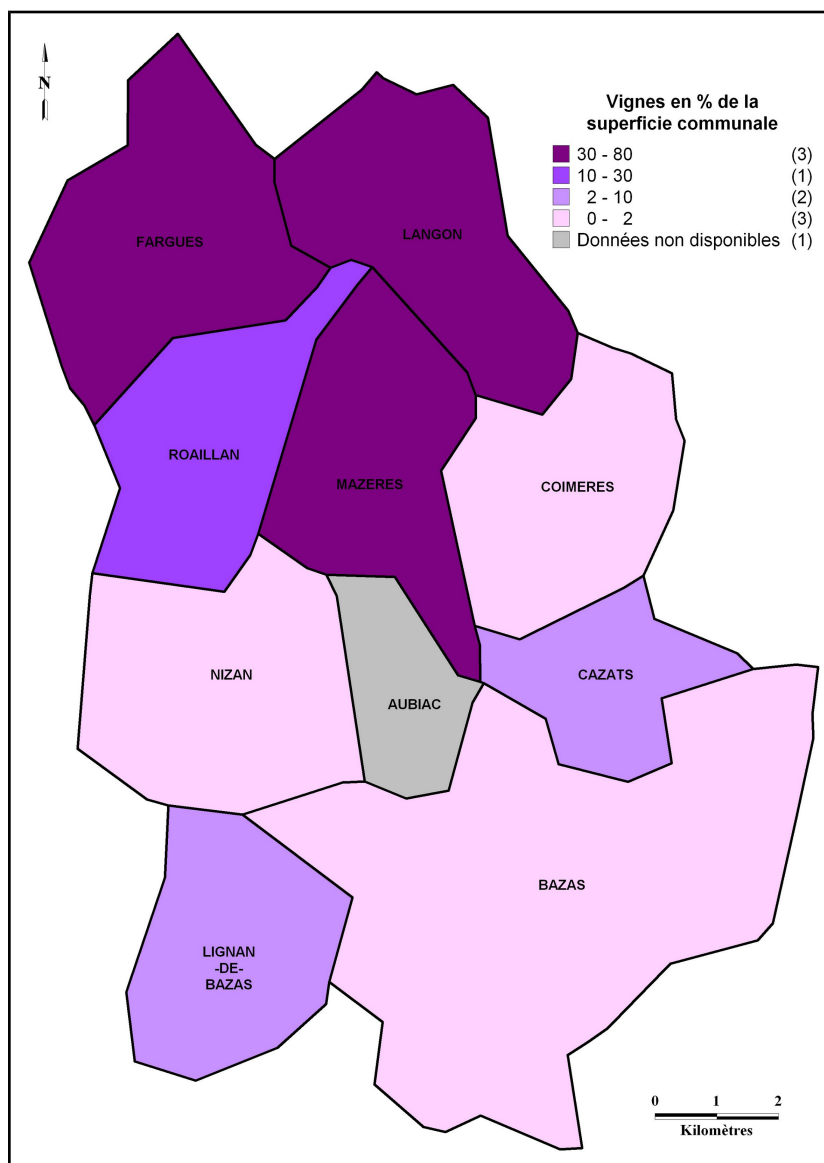 N
Vignes en % de la
superficie communale
30 - 80 (3)
10 - 30 (1)
2 - 10 (2)
0 - 2 (3)
Données non disponibles (1)
FARGUES
LANGON
ROAILLAN
MAZERES
COIMERES
NIZAN
AUBIAC
CAZATS
BAZAS
LIGNAN
-DE-
BAZAS
0 1 2
Kilomètres